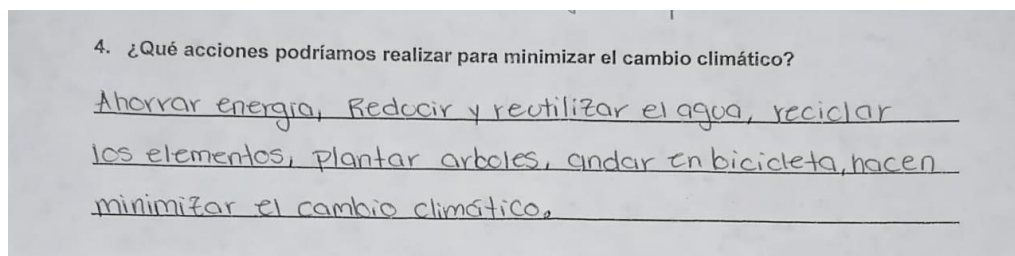 4. ¿Qué acciones podríamos realizar para minimizar el cambio climático?
Ahorrar energía, Reducir y reutilizar el agua, reciclar
los elementos, plantar arboles, andar en bicicleta, hacen
minimizar el cambio climático.